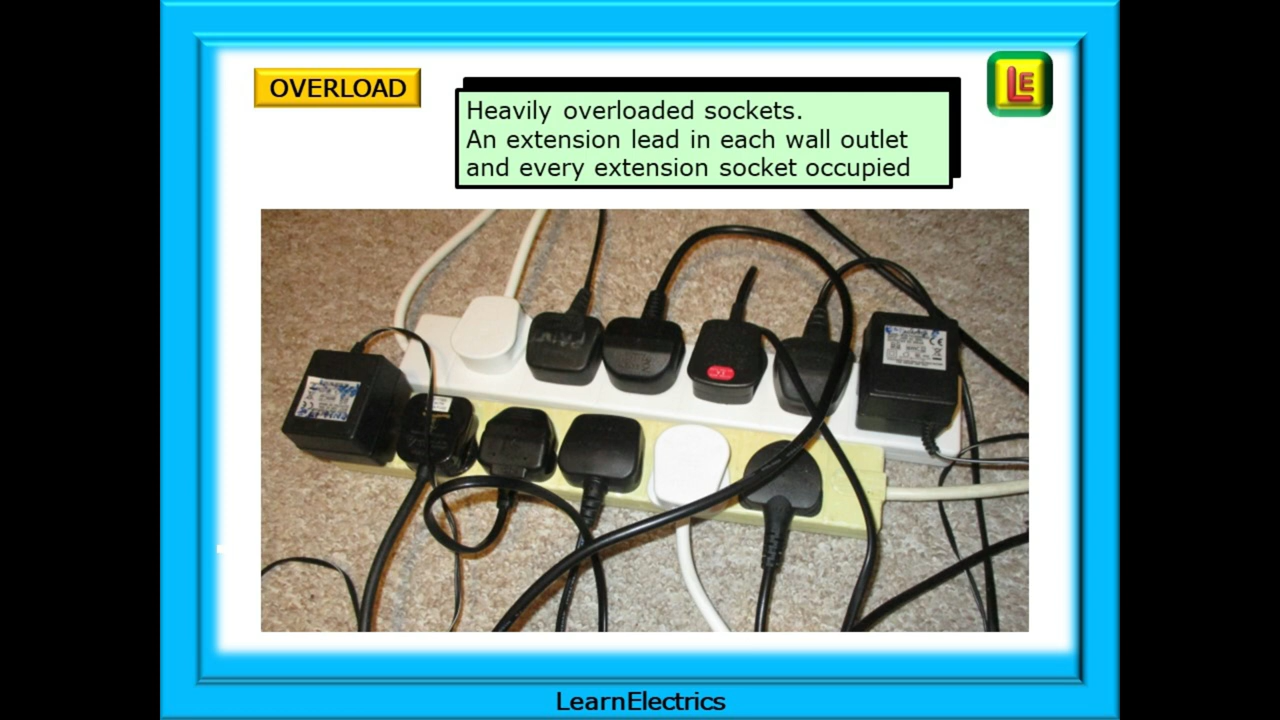 OVERLOAD
Heavily overloaded sockets.
An extension lead in each wall outlet
and every extension socket occupied
LE
LearnElectrics